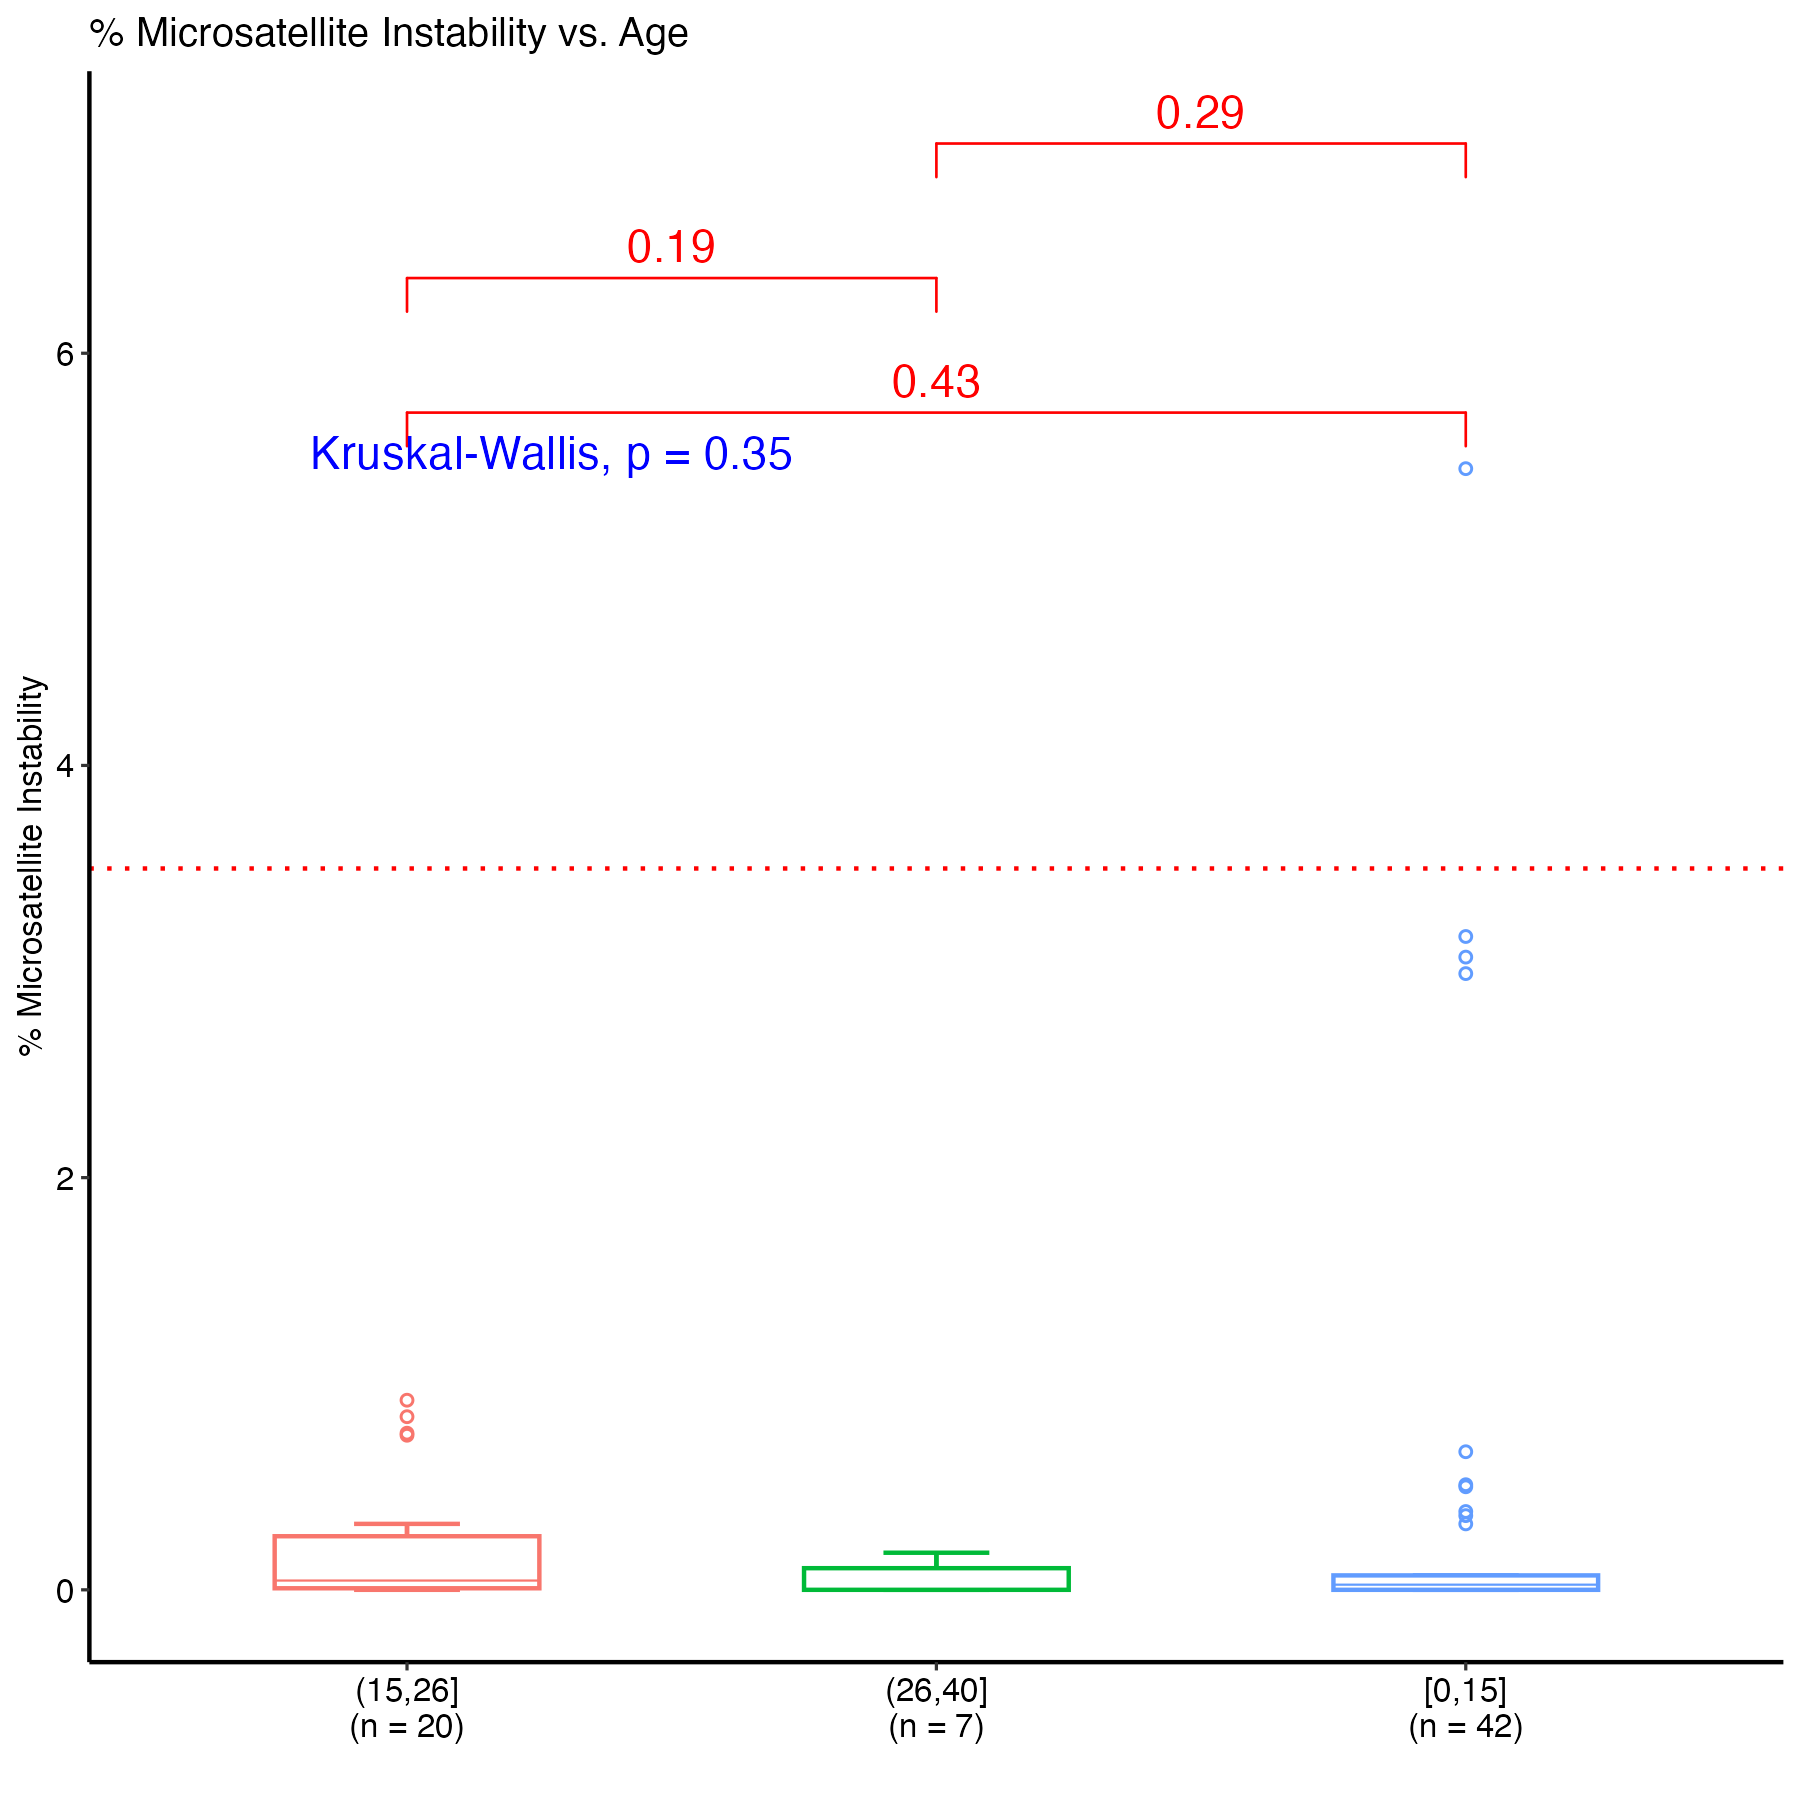 % Microsatellite Instability vs. Age
0.29
0.19
6
0.43
Kruskal-Wallis, p = 0.35
% Microsatellite Instability
4
2
0
(15,26]
(n = 20)
(26,40]
(n = 7)
[0,15]
(n = 42)